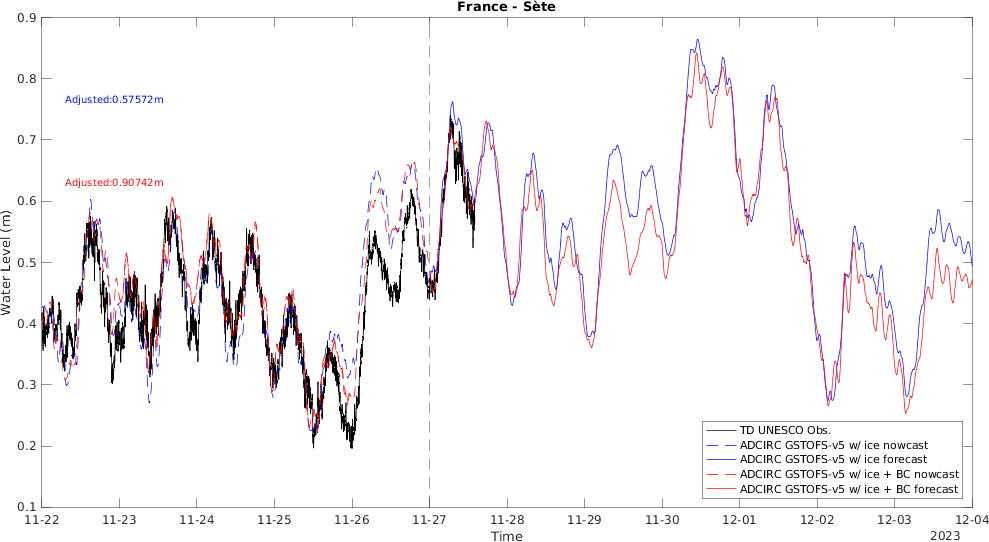 France - Sète
0.9
0.8
0.7
0.6
0.5
0.4
0.3
0.2
0.1
Water Level (m)
Adjusted:0.57572m
Adjusted:0.90742m
TD UNESCO Obs.
ADCIRC GSTOFS-v5 w/ ice nowcast
ADCIRC GSTOFS-v5 w/ ice forecast
ADCIRC GSTOFS-v5 w/ ice + BC nowcast
ADCIRC GSTOFS-v5 w/ ice + BC forecast
11-22 11-23 11-24 11-25 11-26 11-27 11-28 11-29 11-30 12-01 12-02 12-03 12-04
Time
2023